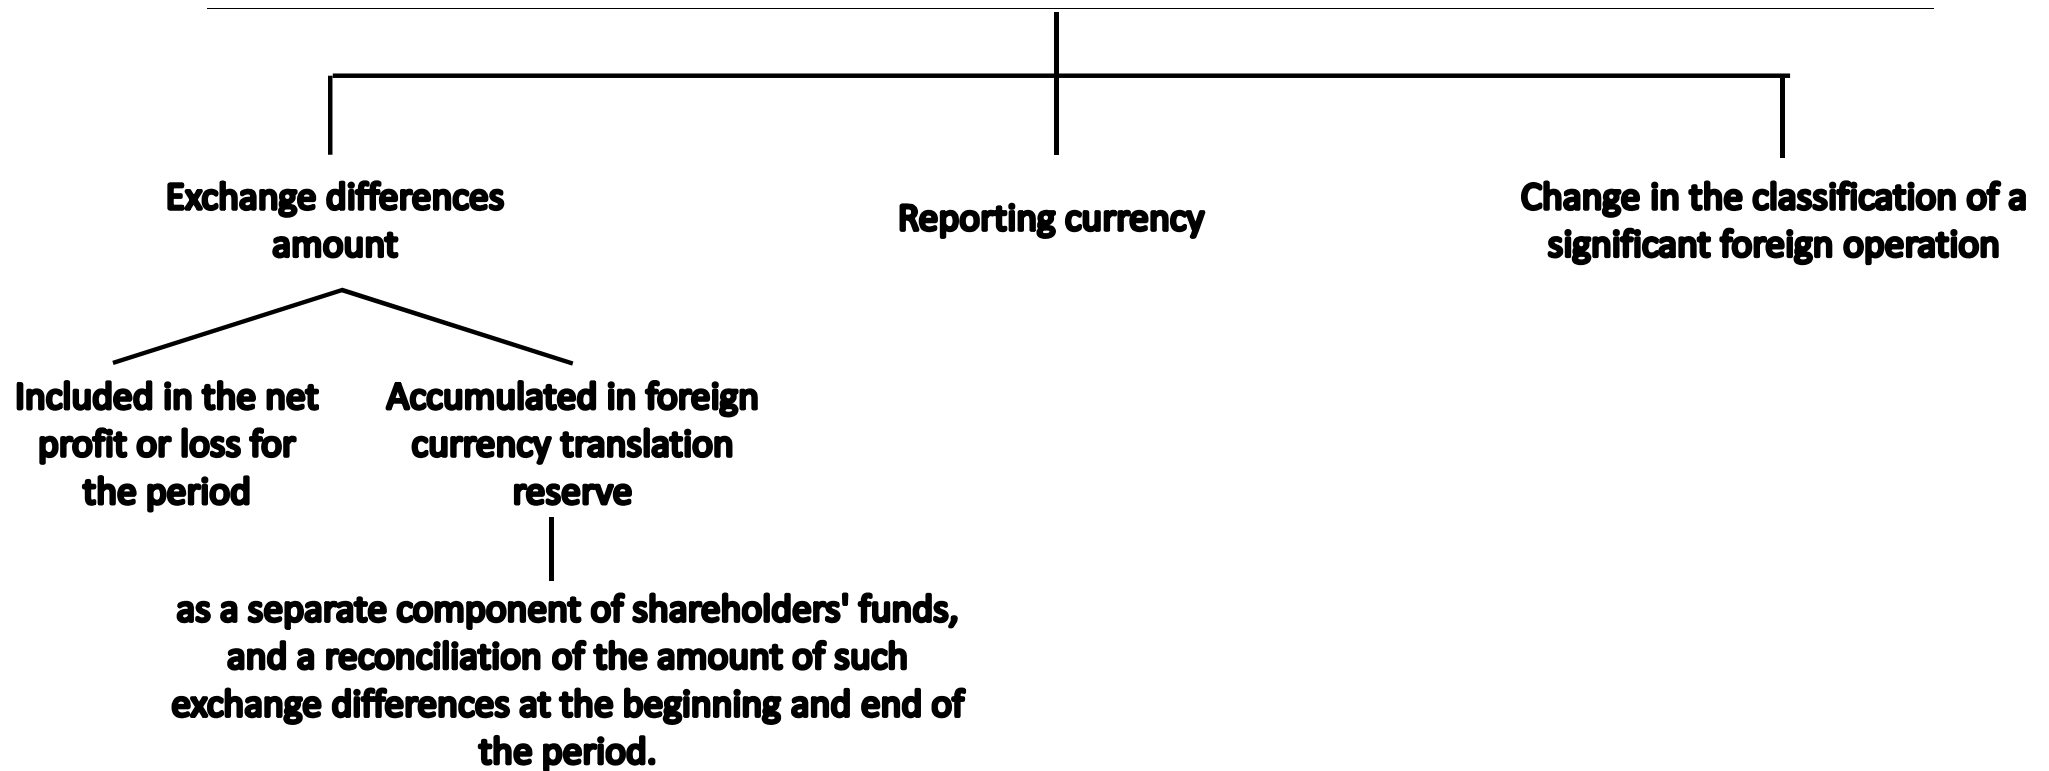 Exchange differences
amount
Reporting currency
Change in the classification of a
significant foreign operation
Included in the net
profit or loss for
the period
Accumulated in foreign
currency translation
reserve
as a separate component of shareholders' funds,
and a reconciliation of the amount of such
exchange differences at the beginning and end of
the period.